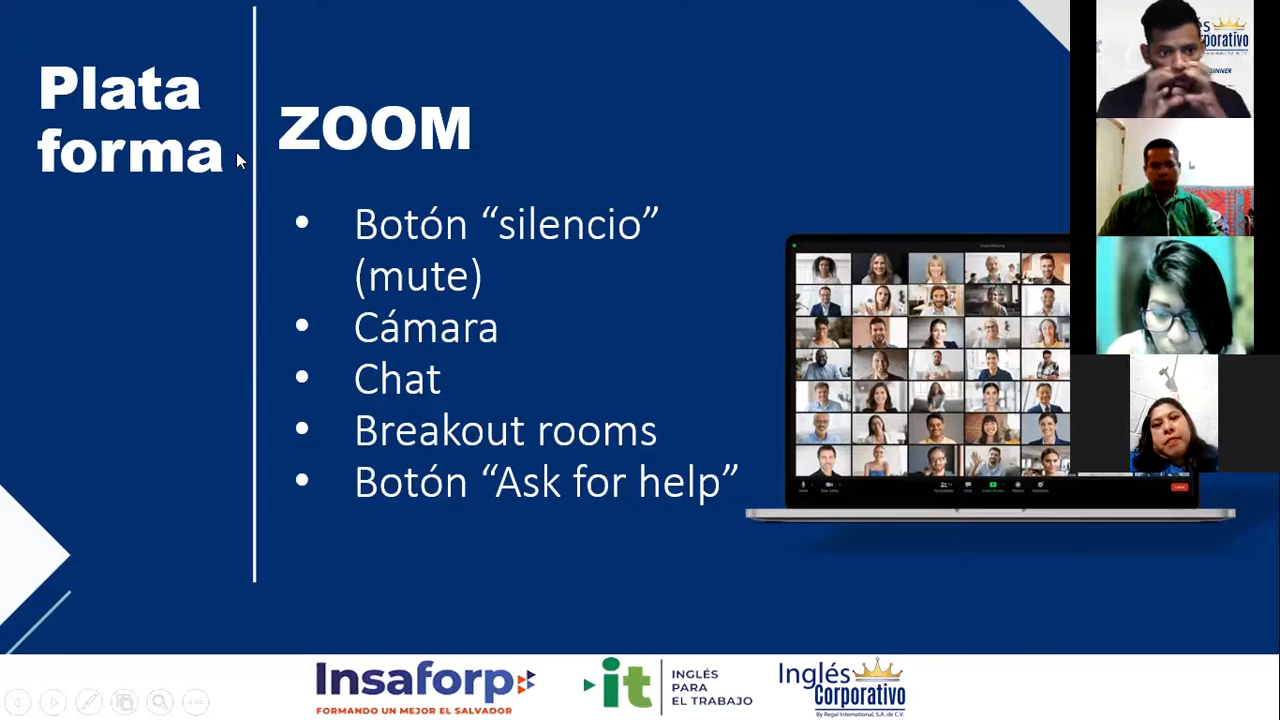 Plata
forma
ZOOM
• Botón “silencio”
(mute)
• Cámara
• Chat
• Breakout rooms
• Botón “Ask for help”
Insaforp
FORMANDO UN MEJOR EL SALVADOR
it
INGLÉS
PARA
EL TRABAJO
Inglés
Corporativo
By Regal International, S.A. de C.V.